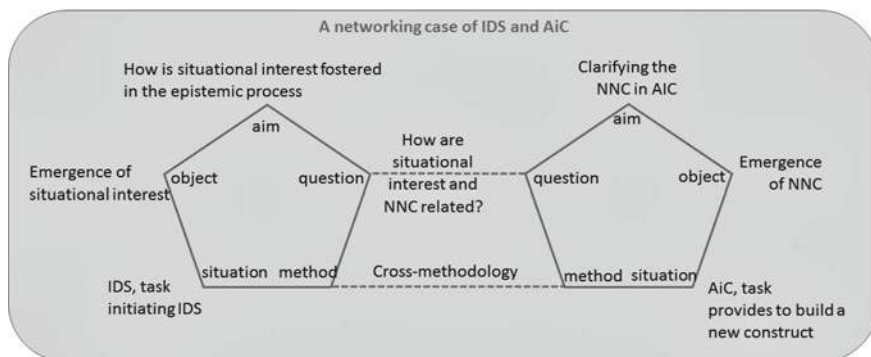 A networking case of IDS and AiC
How is situational interest fostered
in the epistemic process
Clarifying the
NNC in AIC
aim
aim
How are
situational
interest and
NNC related?
Emergence of
situational interest
object
question
question
object
Emergence
of NNC
situation
method
Cross-methodology
method
situation
IDS, task
initiating IDS
AiC, task
provides to build a
new construct